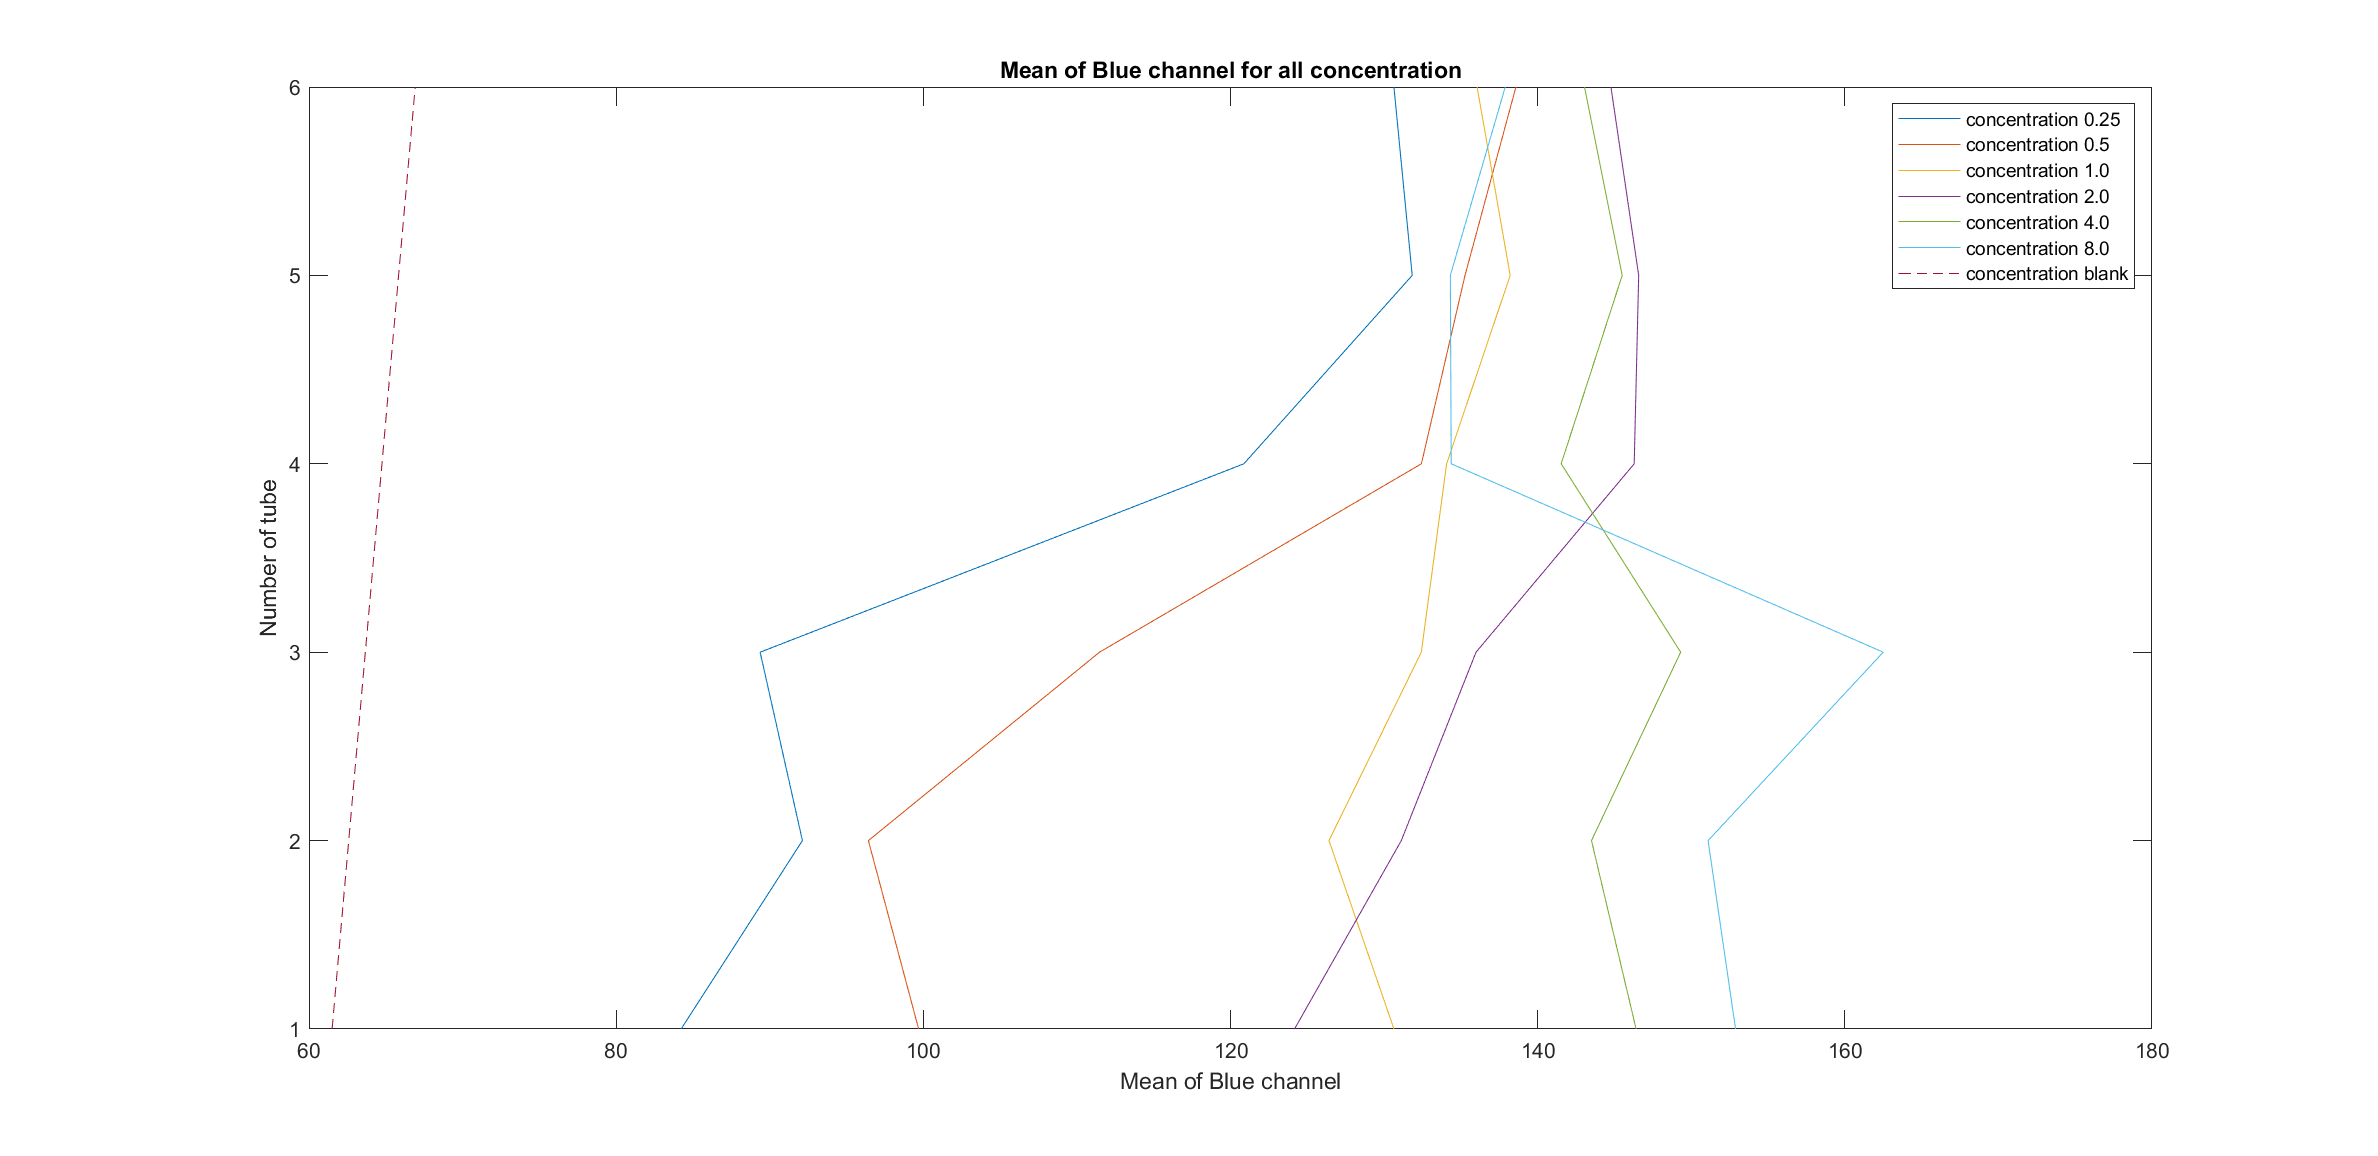 Mean of Blue channel for all concentration
6
5
4
3
2
1
Number of tube
60 80 100 120 140 160 180
Mean of Blue channel
concentration 0.25
concentration 0.5
concentration 1.0
concentration 2.0
concentration 4.0
concentration 8.0
concentration blank